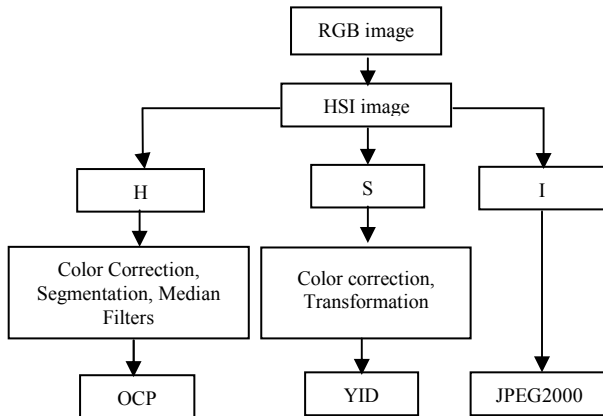 RGB image
HSI image
H
S
I
Color Correction,
Segmentation, Median
Filters
Color correction,
Transformation
OCP
YID
JPEG2000